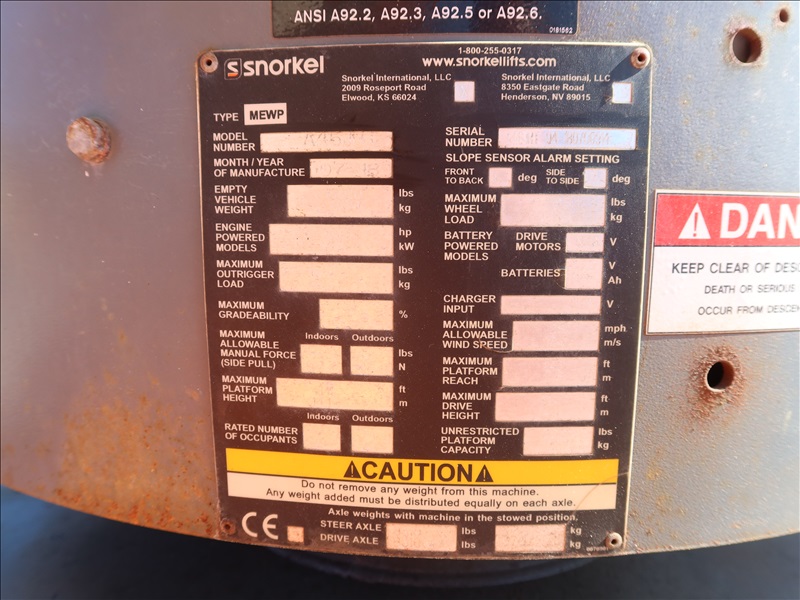 ANSI A92.2, A92.3, A92.5 or A92.6.
0181562
snorkel
1-800-255-0317
www.snorkellifts.com
Snorkel International, LLC
2009 Roseport Road
Elwood, KS 66024
Snorkel International, LLC
8350 Eastgate Road
Henderson, NV 89015
TYPE MEWP
MODEL
NUMBER
SERIAL
NUMBER
MONTH / YEAR
OF MANUFACTURE
SLOPE SENSOR ALARM SETTING
FRONT
TO BACK deg
SIDE
TO SIDE deg
EMPTY
VEHICLE
WEIGHT
lbs
kg
MAXIMUM
WHEEL
LOAD
lbs
kg
ENGINE
POWERED
MODELS
hp
kW
BATTERY
POWERED
MODELS
DRIVE
MOTORS
V
BATTERIES
V
Ah
MAXIMUM
OUTRIGGER
LOAD
lbs
kg
MAXIMUM
GRADEABILITY
%
CHARGER
INPUT
V
MAXIMUM
ALLOWABLE
MANUAL FORCE
(SIDE PULL)
Indoors Outdoors
lbs
N
MAXIMUM
ALLOWABLE
WIND SPEED
mph
m/s
MAXIMUM
PLATFORM
REACH
ft
m
MAXIMUM
PLATFORM
HEIGHT
ft
m
MAXIMUM
DRIVE
HEIGHT
ft
m
Indoors Outdoors
RATED NUMBER
OF OCCUPANTS
UNRESTRICTED
PLATFORM
CAPACITY
lbs
kg
CAUTION
Do not remove any weight from this machine.
Any weight added must be distributed equally on each axle.
Axle weights with machine in the stowed position.
CE
STEER AXLE lbs kg
DRIVE AXLE lbs kg
DAN
KEEP CLEAR OF DESC
DEATH OR SERIOUS
OCCUR FROM DESCEN